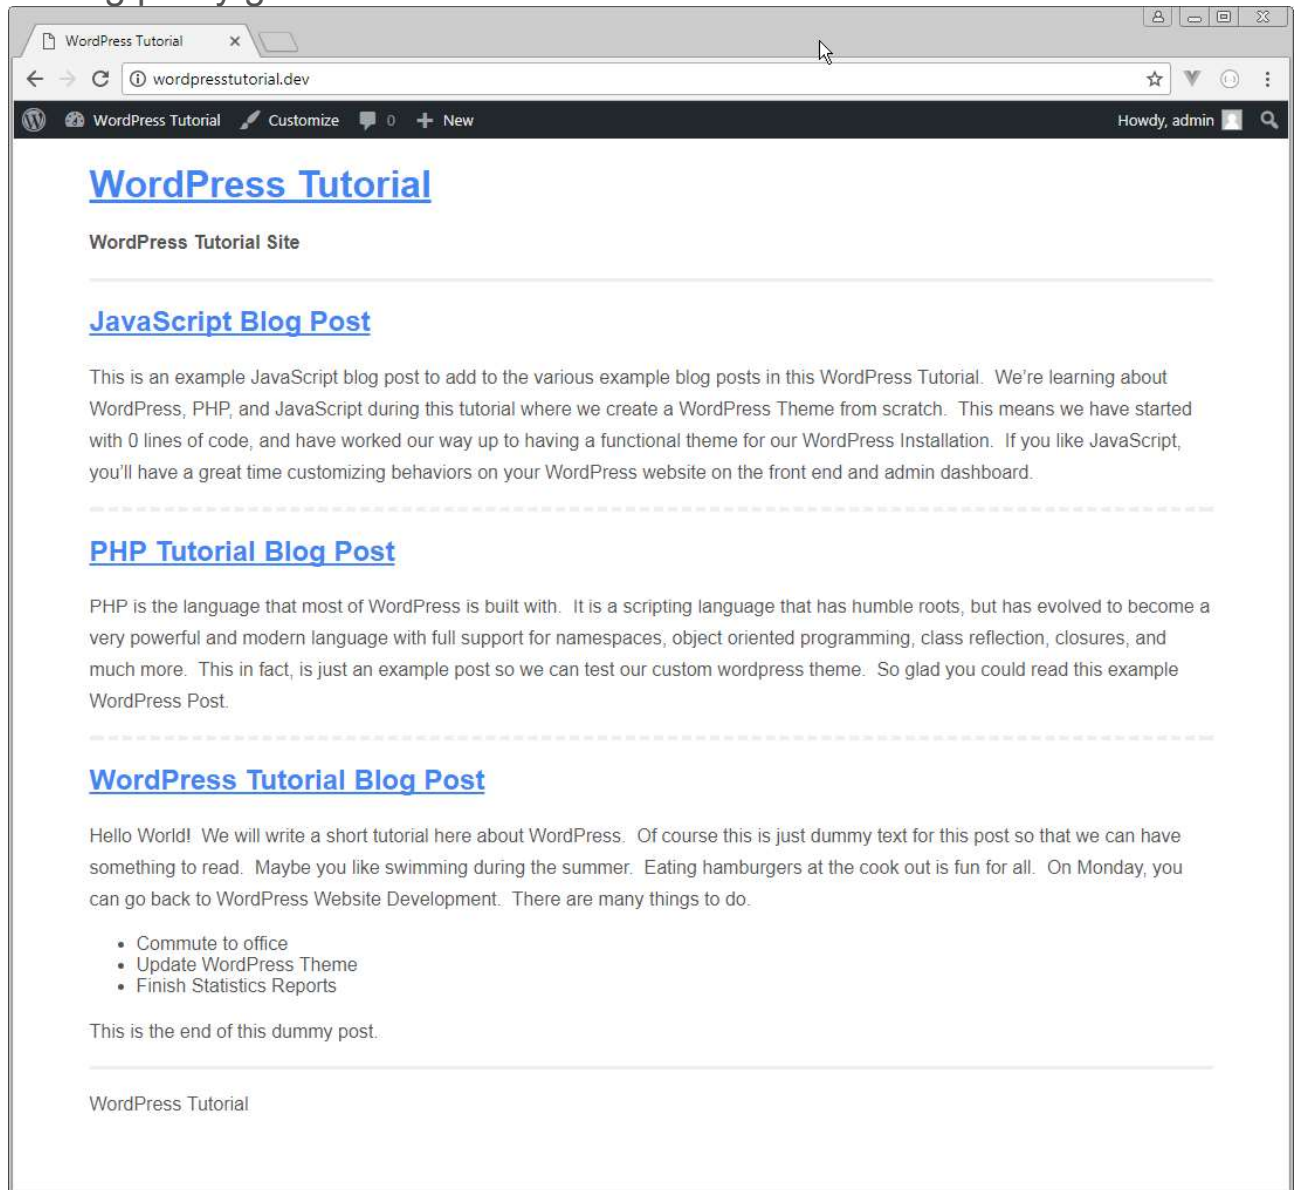 WordPress Tutorial
wordpresstutorial.dev
WordPress Tutorial Customize 0 New Howdy, admin
WordPress Tutorial
WordPress Tutorial Site
JavaScript Blog Post
This is an example JavaScript blog post to add to the various example blog posts in this WordPress Tutorial.  We're learning about
WordPress, PHP, and JavaScript during this tutorial where we create a WordPress Theme from scratch.  This means we have started
with 0 lines of code, and have worked our way up to having a functional theme for our WordPress Installation.  If you like JavaScript,
you'll have a great time customizing behaviors on your WordPress website on the front end and admin dashboard.
PHP Tutorial Blog Post
PHP is the language that most of WordPress is built with.  It is a scripting language that has humble roots, but has evolved to become a
very powerful and modern language with full support for namespaces, object oriented programming, class reflection, closures, and
much more.  This in fact, is just an example post so we can test our custom wordpress theme.  So glad you could read this example
WordPress Post.
WordPress Tutorial Blog Post
Hello World!  We will write a short tutorial here about WordPress.  Of course this is just dummy text for this post so that we can have
something to read.  Maybe you like swimming during the summer.  Eating hamburgers at the cook out is fun for all.  On Monday, you
can go back to WordPress Website Development.  There are many things to do.
• Commute to office
• Update WordPress Theme
• Finish Statistics Reports
This is the end of this dummy post.
WordPress Tutorial